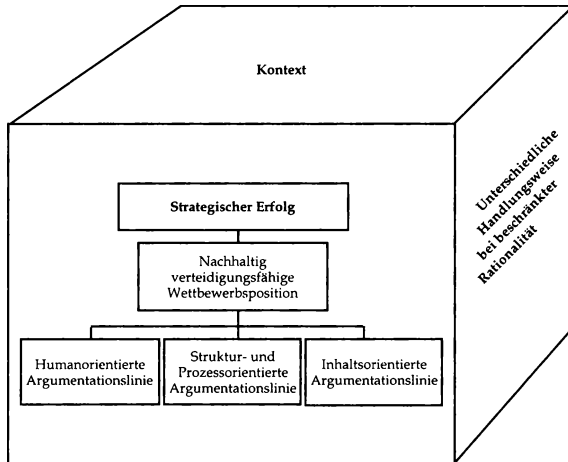 Kontext
Unterschiedliche
Handlungsweise
bei beschränkter
Rationalität
Strategischer Erfolg
Nachhaltig
verteidigungsfähige
Wettbewerbsposition
Humanorientierte
Argumentationslinie
Struktur- und
Prozessorientierte
Argumentationslinie
Inhaltsorientierte
Argumentationslinie